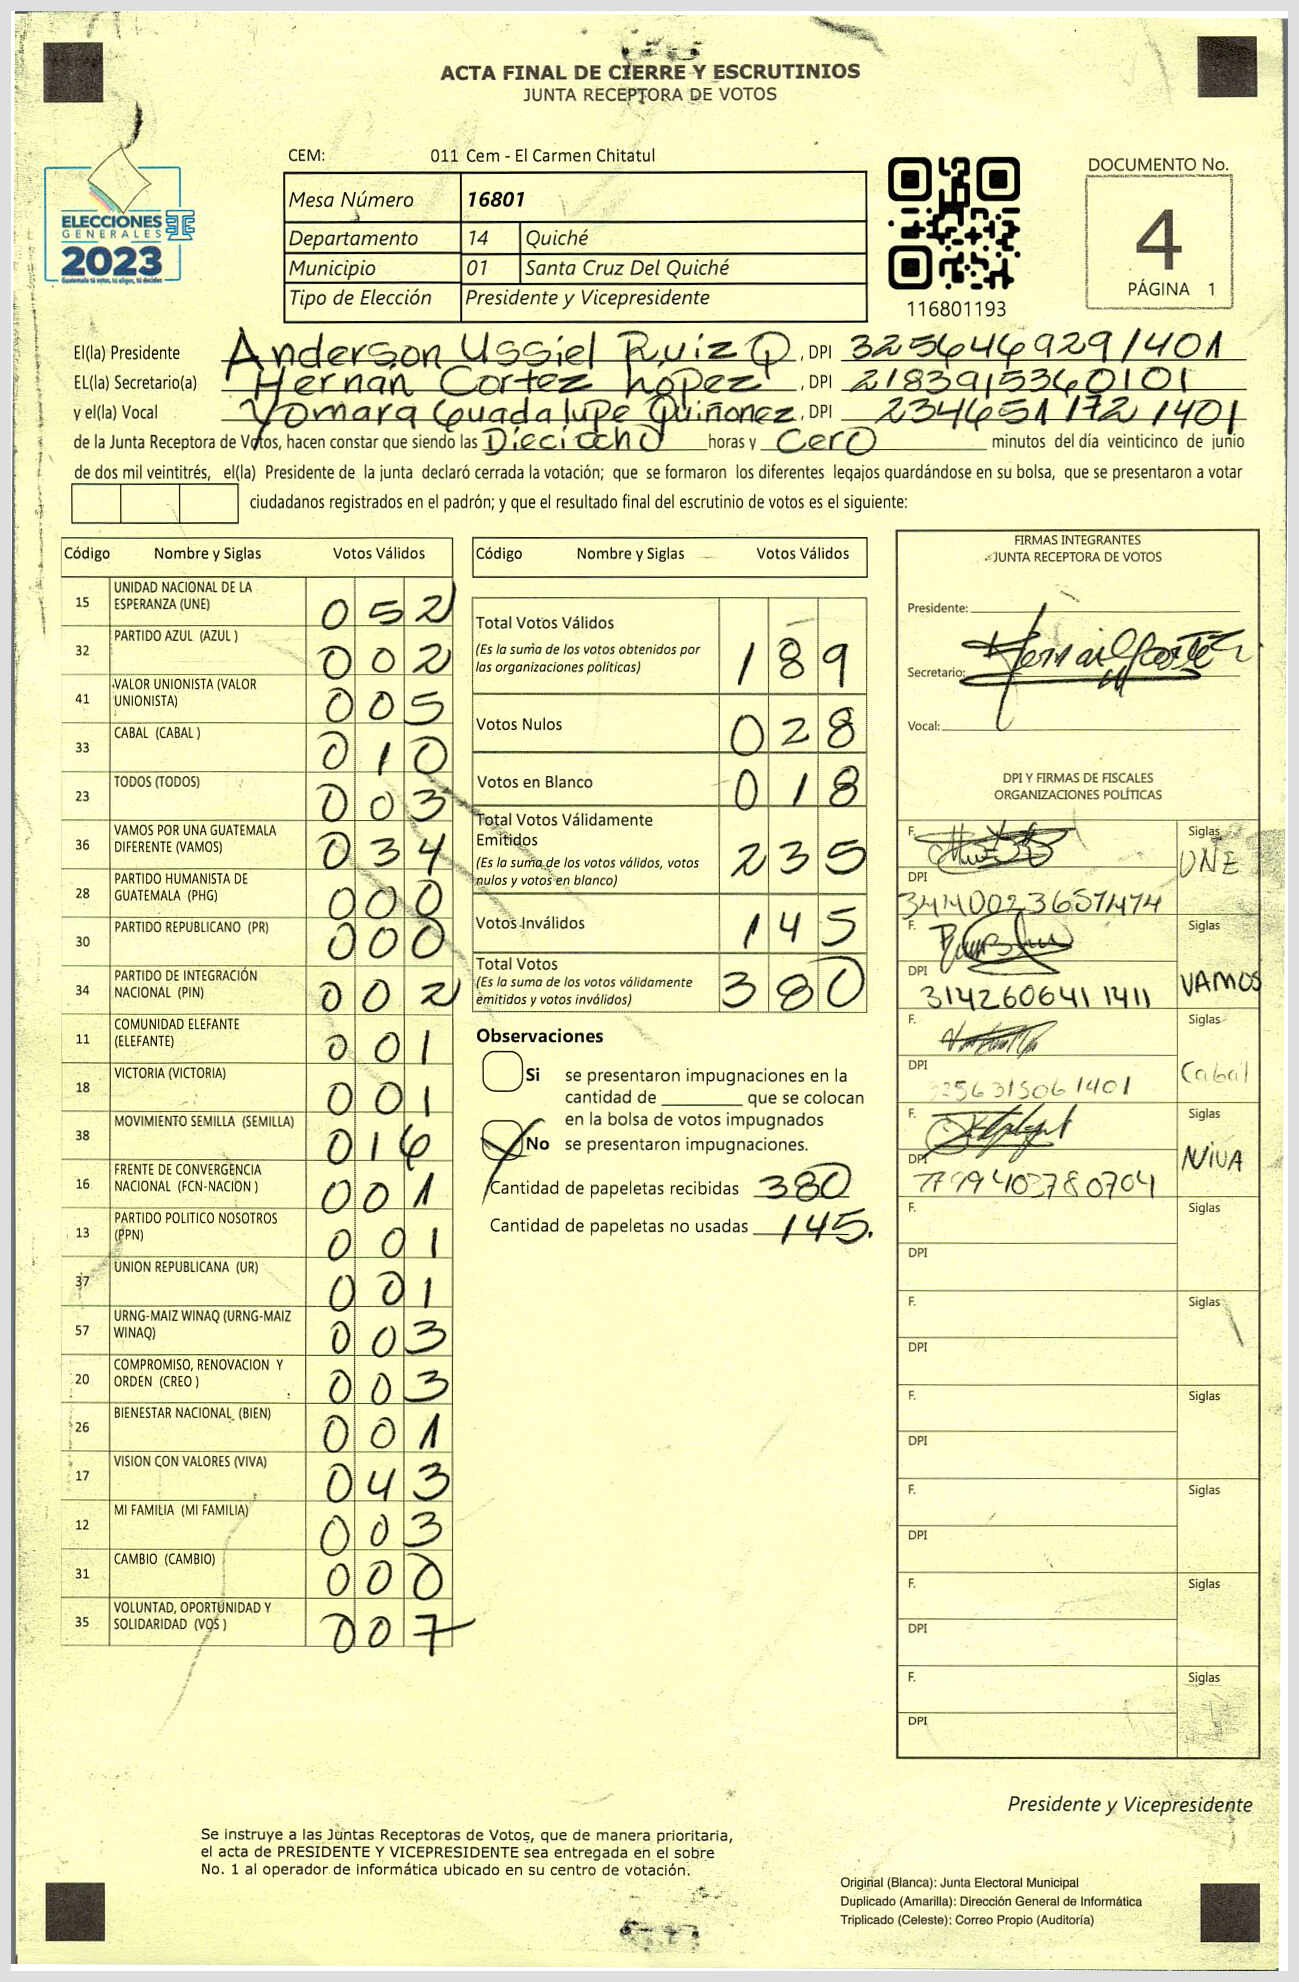 ACTA FINAL DE CIERRE Y ESCRUTINIOS
JUNTA RECEPTORA DE VOTOS
ELECCIONES
GENERALES
2023
Guatemala tú votas, tú eliges, tú decides
CEM: 011 Cem - El Carmen Chitatul
Mesa Número 16801
Departamento 14 Quiché
Municipio 01 Santa Cruz Del Quiché
Tipo de Elección Presidente y Vicepresidente
116801193
DOCUMENTO No.
4
PÁGINA 1
El(la) Presidente Anderson Ussiel Ruiz Q , DPI 3256469291401
EL(la) Secretario(a) Hernán Cortez López , DPI 2183915360101
y el(la) Vocal Yomara Guadalupe Quiñonez , DPI 2346511721401
de la Junta Receptora de Votos, hacen constar que siendo las Dieciocho horas y Cero minutos del día veinticinco de junio
de dos mil veintitrés, el(la) Presidente de la junta declaró cerrada la votación; que se formaron los diferentes legajos guardándose en su bolsa, que se presentaron a votar
ciudadanos registrados en el padrón; y que el resultado final del escrutinio de votos es el siguiente:
Código Nombre y Siglas Votos Válidos
15 UNIDAD NACIONAL DE LA ESPERANZA (UNE) 052
32 PARTIDO AZUL (AZUL ) 002
41 VALOR UNIONISTA (VALOR UNIONISTA) 005
33 CABAL (CABAL ) 010
23 TODOS (TODOS) 003
36 VAMOS POR UNA GUATEMALA DIFERENTE (VAMOS) 034
28 PARTIDO HUMANISTA DE GUATEMALA (PHG) 000
30 PARTIDO REPUBLICANO (PR) 000
34 PARTIDO DE INTEGRACIÓN NACIONAL (PIN) 002
11 COMUNIDAD ELEFANTE (ELEFANTE) 001
18 VICTORIA (VICTORIA) 001
38 MOVIMIENTO SEMILLA (SEMILLA) 016
16 FRENTE DE CONVERGENCIA NACIONAL (FCN-NACION ) 001
13 PARTIDO POLITICO NOSOTROS (PPN) 001
37 UNION REPUBLICANA (UR) 001
57 URNG-MAIZ WINAQ (URNG-MAIZ WINAQ) 003
20 COMPROMISO, RENOVACION Y ORDEN (CREO ) 003
26 BIENESTAR NACIONAL (BIEN) 001
17 VISION CON VALORES (VIVA) 043
12 MI FAMILIA (MI FAMILIA) 003
31 CAMBIO (CAMBIO) 000
35 VOLUNTAD, OPORTUNIDAD Y SOLIDARIDAD (VOS ) 007
Código Nombre y Siglas Votos Válidos
Total Votos Válidos 189
(Es la suma de los votos obtenidos por
las organizaciones políticas)
Votos Nulos 028
Votos en Blanco 018
Total Votos Válidamente
Emitidos 235
(Es la suma de los votos válidos, votos
nulos y votos en blanco)
Votos Inválidos 145
Total Votos 380
(Es la suma de los votos válidamente
emitidos y votos inválidos)
Observaciones
Si se presentaron impugnaciones en la
cantidad de ________ que se colocan
en la bolsa de votos impugnados
No se presentaron impugnaciones.
Cantidad de papeletas recibidas 380
Cantidad de papeletas no usadas 145.
FIRMAS INTEGRANTES
JUNTA RECEPTORA DE VOTOS
Presidente:
Secretario: Hernán Cortéz
Vocal:
DPI Y FIRMAS DE FISCALES
ORGANIZACIONES POLÍTICAS
F. Siglas UNE
DPI
F. Siglas VAMOS
DPI 3142606411411
F. Siglas Cabal
DPI
F. Siglas VIVA
DPI
F. Siglas
DPI
F. Siglas
DPI
F. Siglas
DPI
F. Siglas
DPI
F. Siglas
DPI
F. Siglas
DPI
Presidente y Vicepresidente
Se instruye a las Juntas Receptoras de Votos, que de manera prioritaria,
el acta de PRESIDENTE Y VICEPRESIDENTE sea entregada en el sobre
No. 1 al operador de informática ubicado en su centro de votación.
Original (Blanca): Junta Electoral Municipal
Duplicado (Amarilla): Dirección General de Informática
Triplicado (Celeste): Correo Propio (Auditoría)